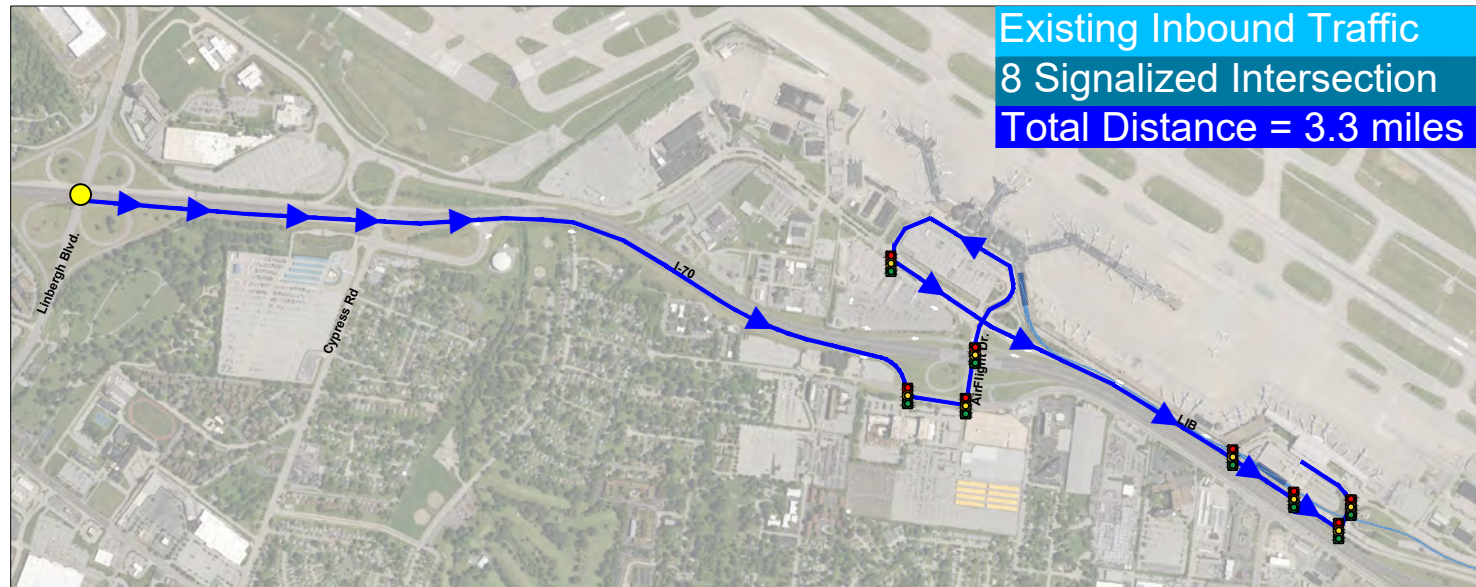 Existing Inbound Traffic
8 Signalized Intersection
Total Distance = 3.3 miles
Linbergh Blvd.
Cypress Rd
I-70
AirFlight Dr.
LIB